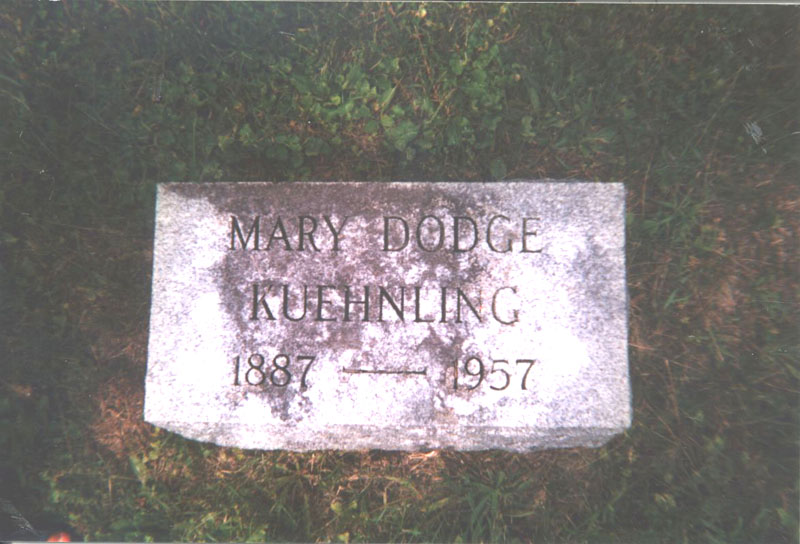 MARY DODGE
KUEHNLING
1887 — 1957